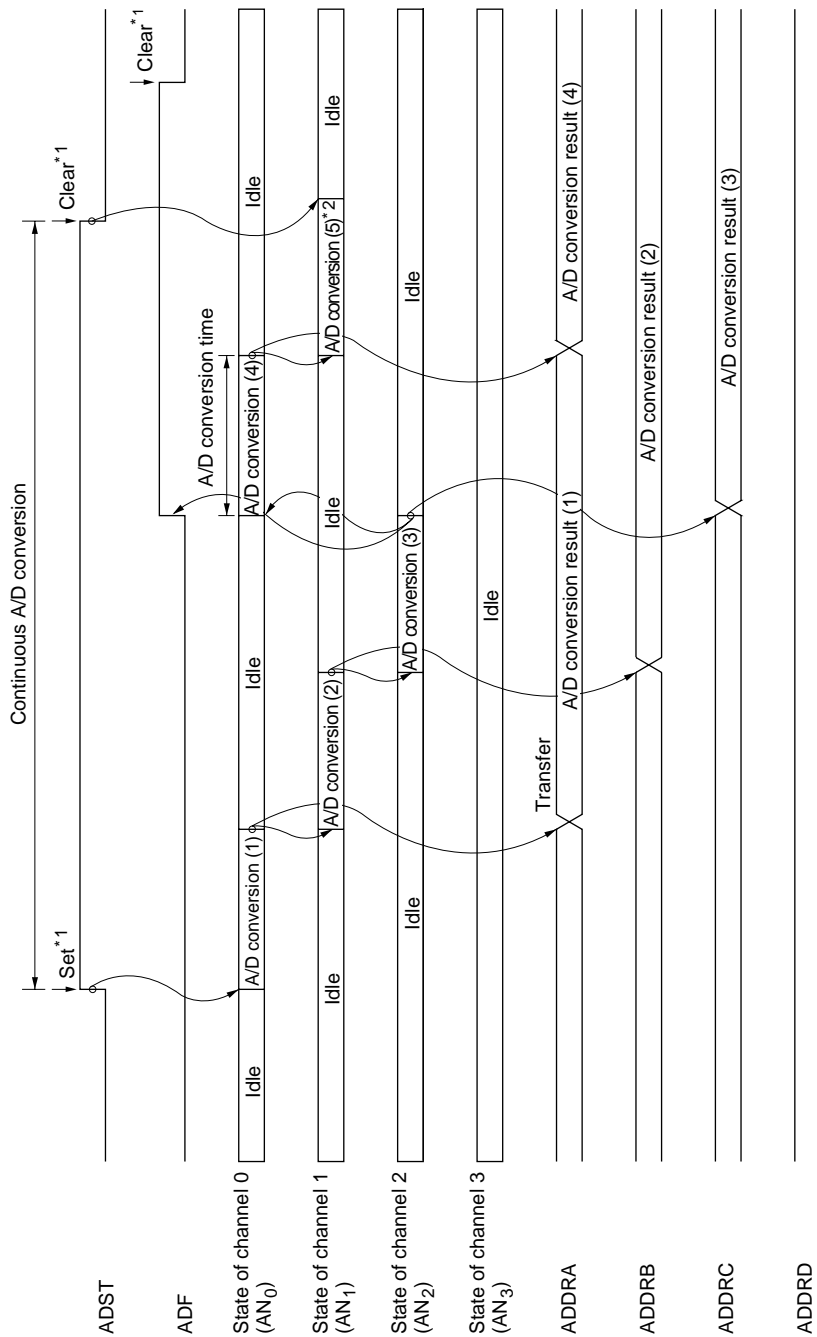 Continuous A/D conversion
Set*1
Clear*1
ADST
Clear*1
ADF
A/D conversion time
State of channel 0
(AN0)
Idle
A/D conversion (1)
Idle
A/D conversion (4)
Idle
State of channel 1
(AN1)
Idle
A/D conversion (2)
Idle
A/D conversion (5)*2
Idle
State of channel 2
(AN2)
Idle
A/D conversion (3)
Idle
State of channel 3
(AN3)
Idle
Transfer
ADDRA
A/D conversion result (1)
A/D conversion result (4)
ADDRB
A/D conversion result (2)
ADDRC
A/D conversion result (3)
ADDRD